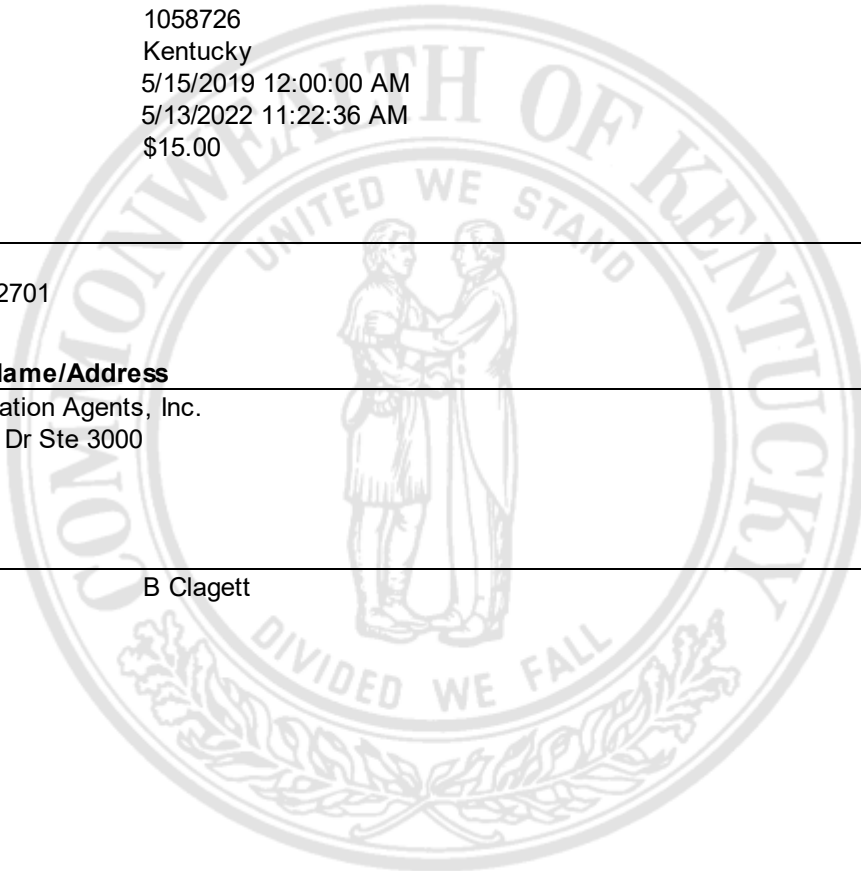 1058726
Kentucky
5/15/2019 12:00:00 AM
5/13/2022 11:22:36 AM
$15.00
COMMONWEALTH OF KENTUCKY
UNITED WE STAND
2701
Name/Address
ation Agents, Inc.
Dr Ste 3000
B Clagett
DIVIDED WE FALL